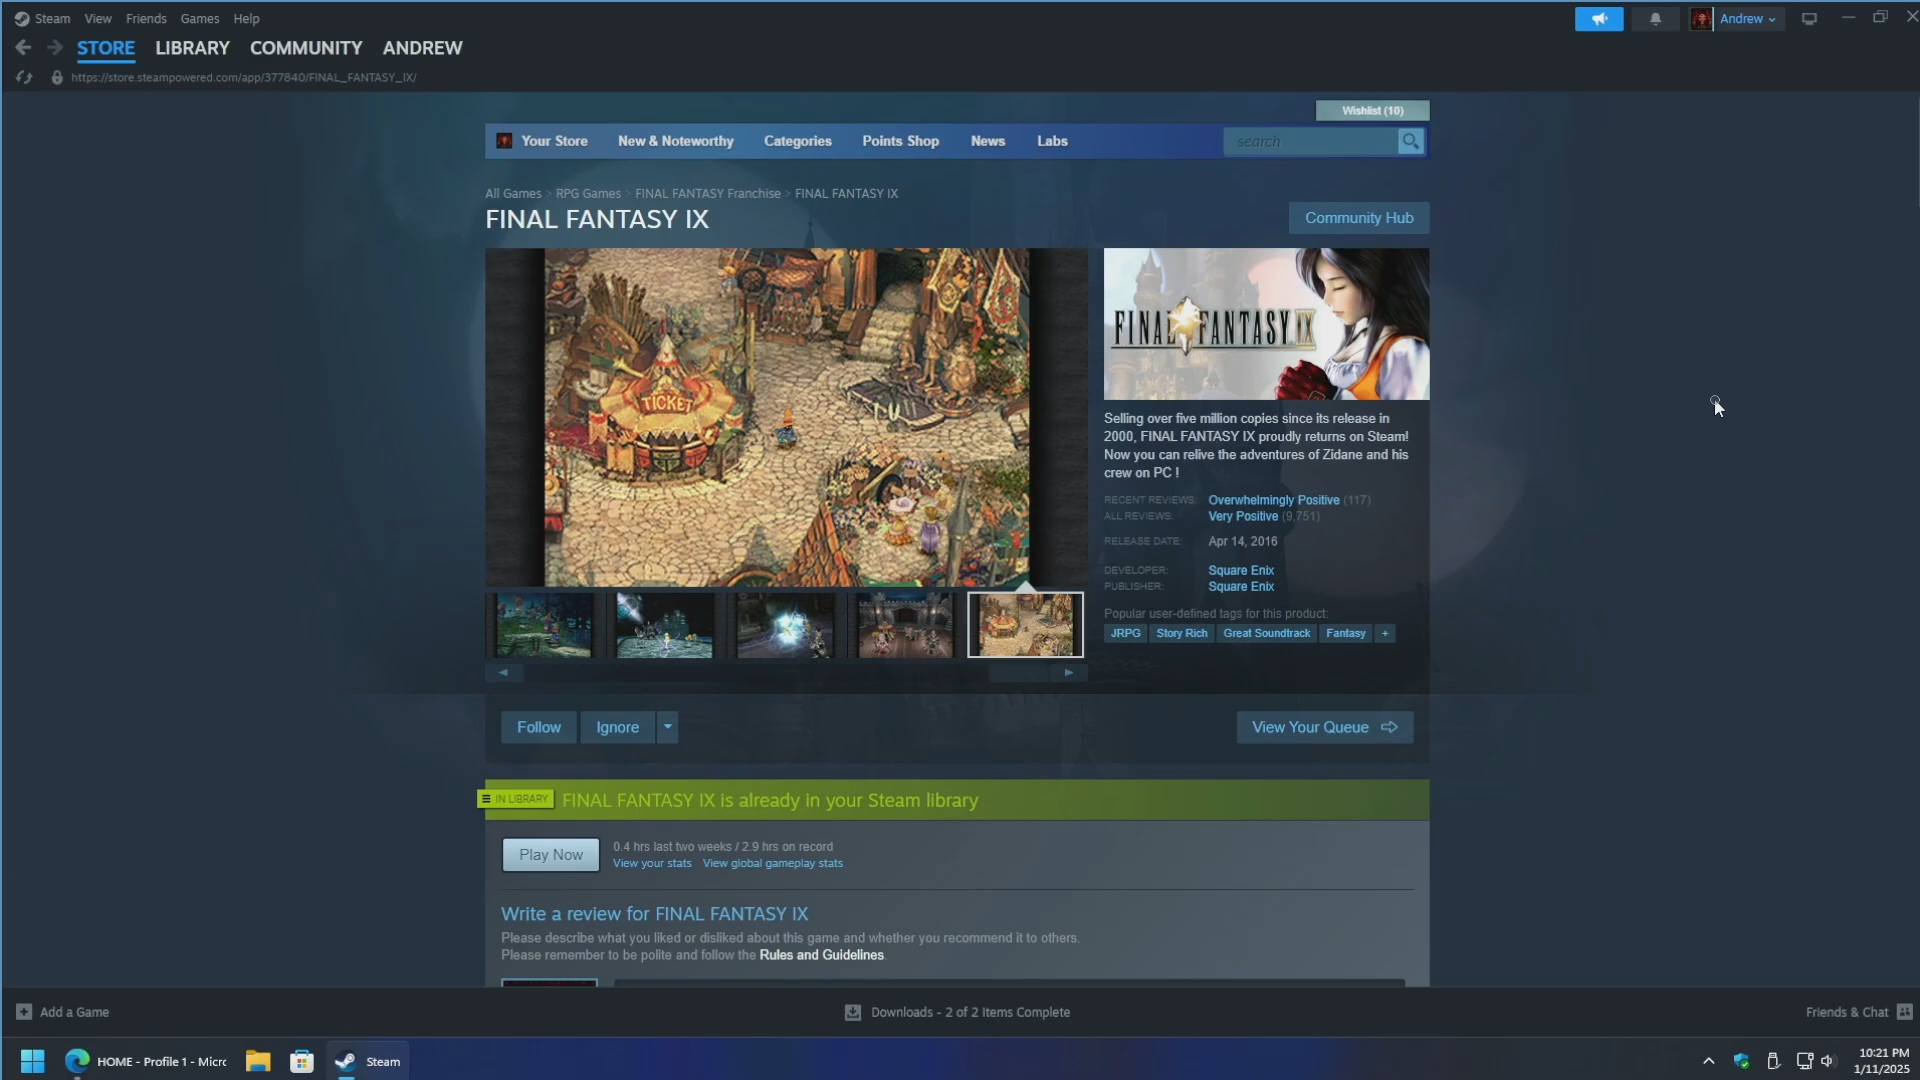 Steam View Friends Games Help
Andrew
STORE LIBRARY COMMUNITY ANDREW
https://store.steampowered.com/app/377840/FINAL_FANTASY_IX/
Wishlist (10)
Your Store New & Noteworthy Categories Points Shop News Labs search
All Games > RPG Games > FINAL FANTASY Franchise > FINAL FANTASY IX
FINAL FANTASY IX
Community Hub
TICKET
FINAL FANTASY IX
Selling over five million copies since its release in
2000, FINAL FANTASY IX proudly returns on Steam!
Now you can relive the adventures of Zidane and his
crew on PC !
RECENT REVIEWS: Overwhelmingly Positive (117)
ALL REVIEWS: Very Positive (9,751)
RELEASE DATE: Apr 14, 2016
DEVELOPER: Square Enix
PUBLISHER: Square Enix
Popular user-defined tags for this product:
JRPG Story Rich Great Soundtrack Fantasy +
Follow Ignore
View Your Queue
IN LIBRARY FINAL FANTASY IX is already in your Steam library
Play Now
0.4 hrs last two weeks / 2.9 hrs on record
View your stats View global gameplay stats
Write a review for FINAL FANTASY IX
Please describe what you liked or disliked about this game and whether you recommend it to others.
Please remember to be polite and follow the Rules and Guidelines.
Add a Game
Downloads - 2 of 2 Items Complete
Friends & Chat
HOME - Profile 1 - Micr
Steam
10:21 PM
1/11/2025